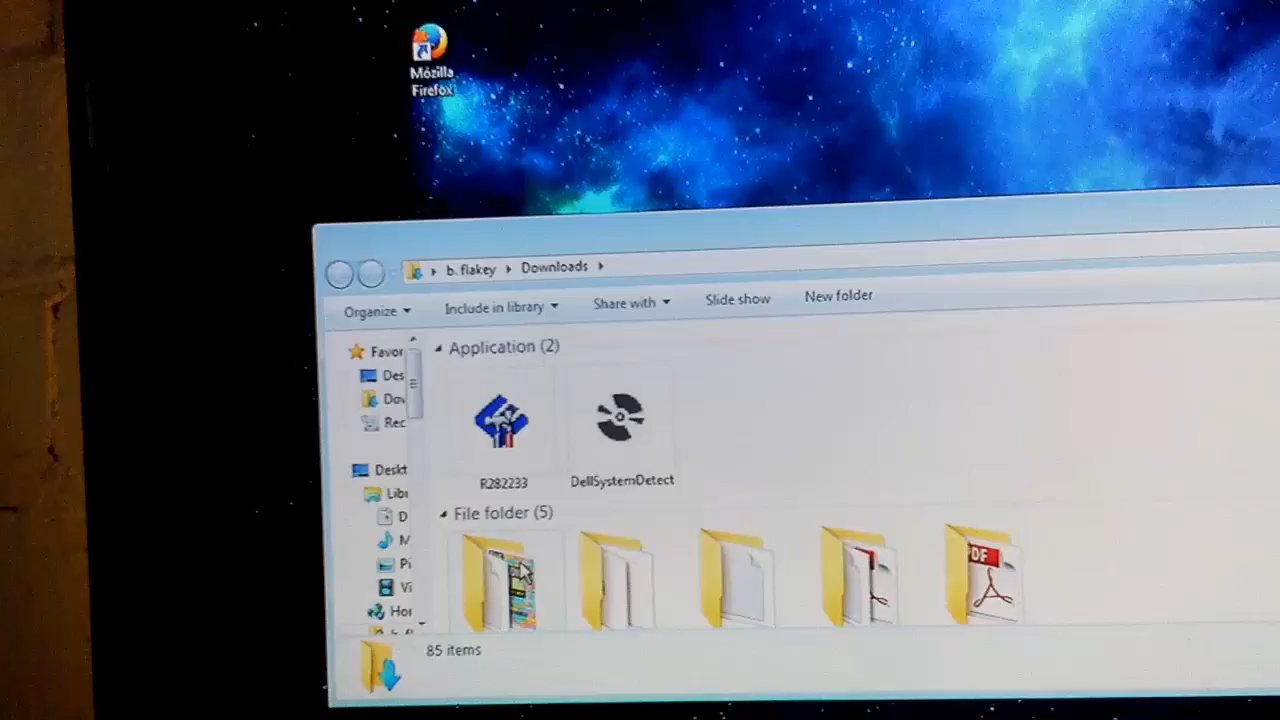 Mozilla
Firefox
b.flakey Downloads
Organize Include in library Share with Slide show New folder
Favor
Des
Dov
Rec
Deskt
Libr
D
M
Pi
Vi
Hor
Application (2)
R282233
DellSystemDetect
File folder (5)
PDF
85 items